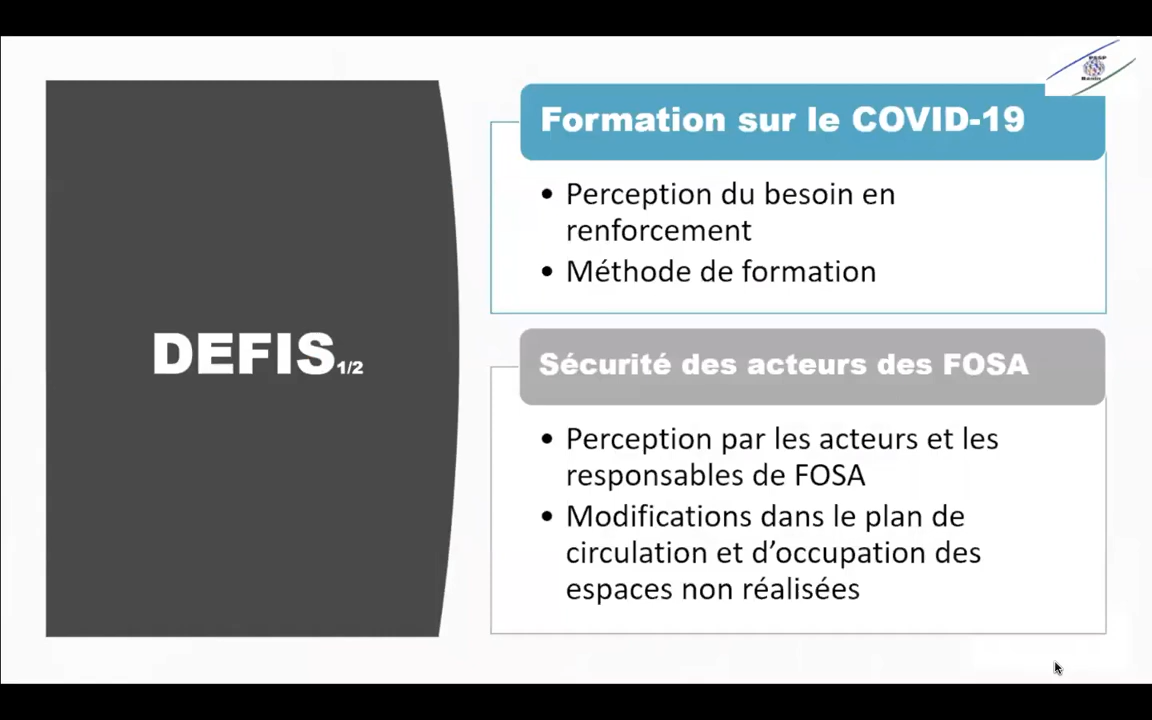 DEFIS1/2
Formation sur le COVID-19
• Perception du besoin en
renforcement
• Méthode de formation
Sécurité des acteurs des FOSA
• Perception par les acteurs et les
responsables de FOSA
• Modifications dans le plan de
circulation et d’occupation des
espaces non réalisées